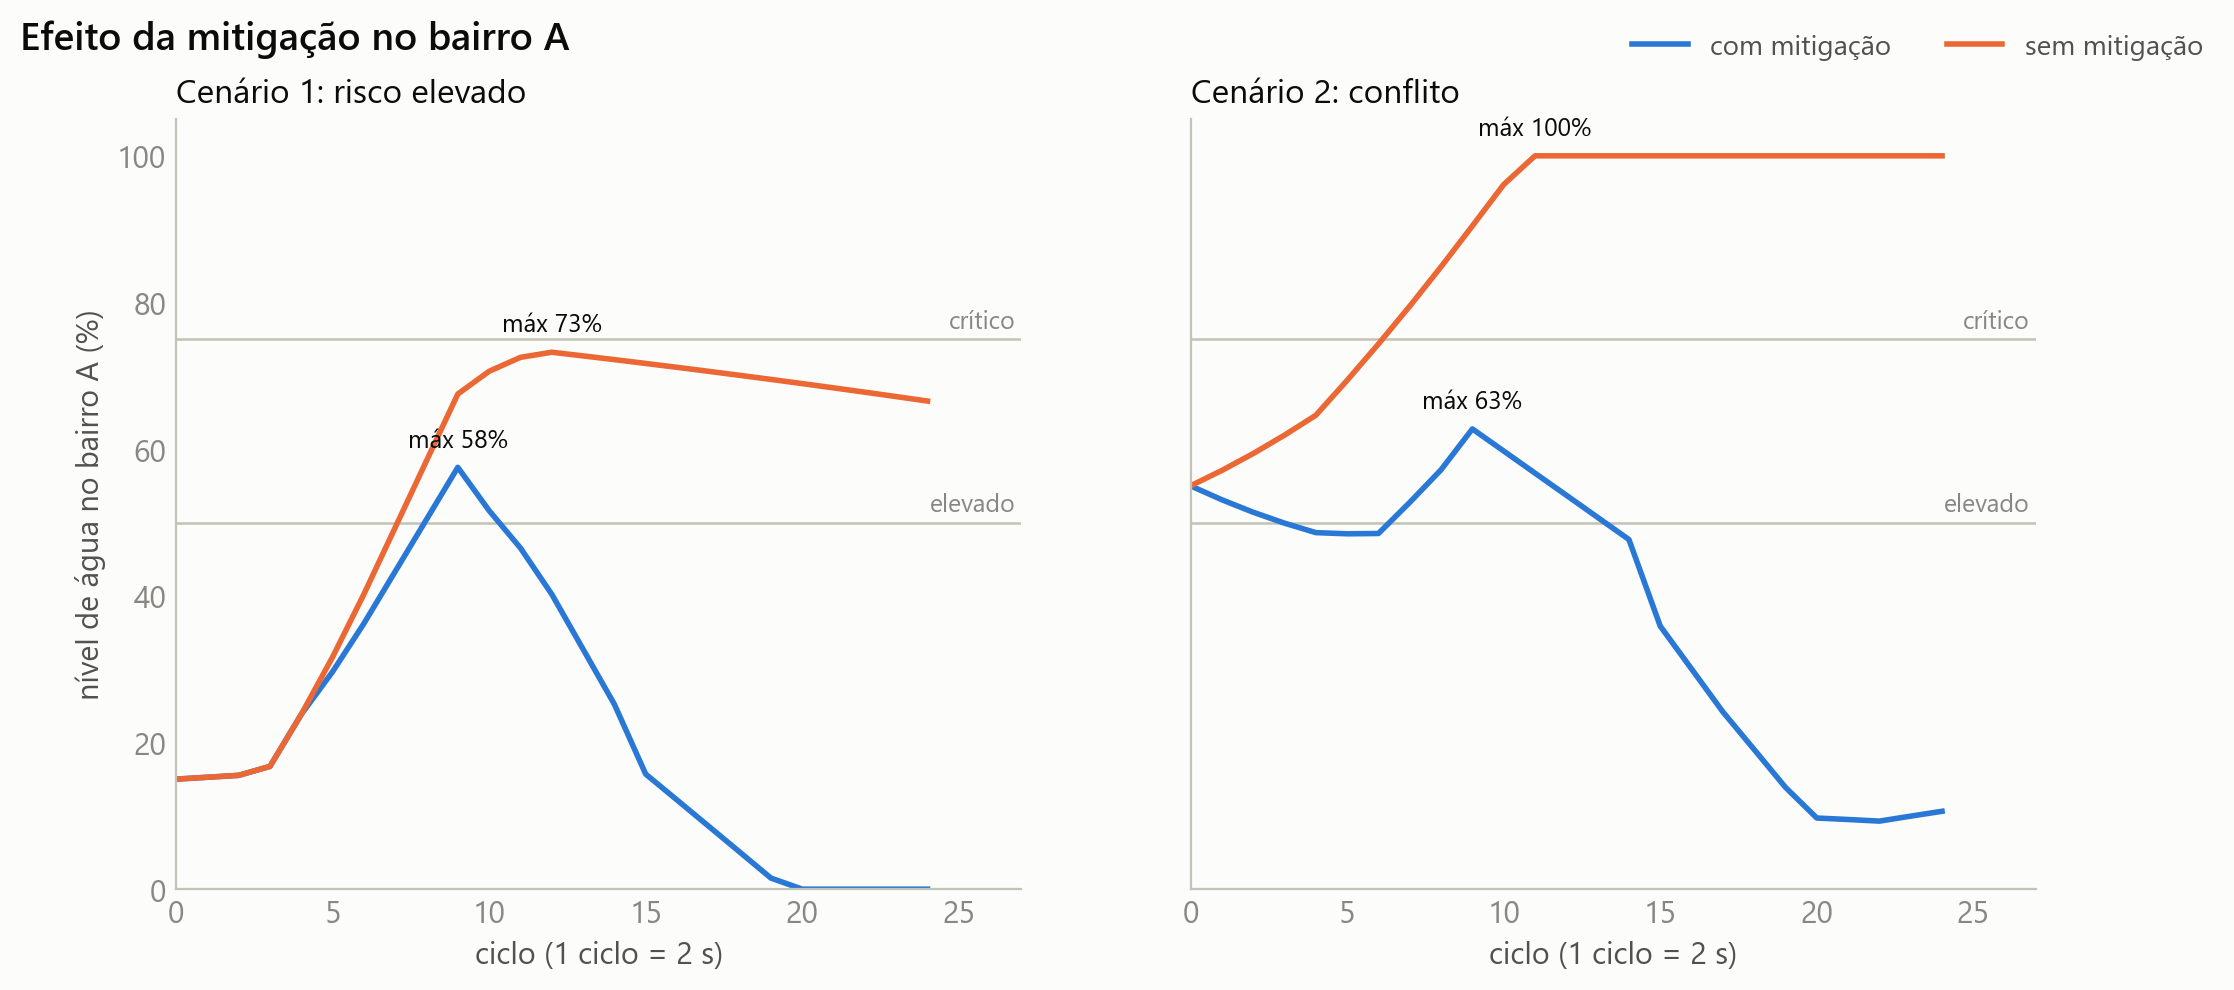 Efeito da mitigação no bairro A
com mitigação
sem mitigação
Cenário 1: risco elevado
nível de água no bairro A (%)
100
80
60
40
20
0
máx 73%
máx 58%
crítico
elevado
0 5 10 15 20 25
ciclo (1 ciclo = 2 s)
Cenário 2: conflito
máx 100%
crítico
máx 63%
elevado
0 5 10 15 20 25
ciclo (1 ciclo = 2 s)